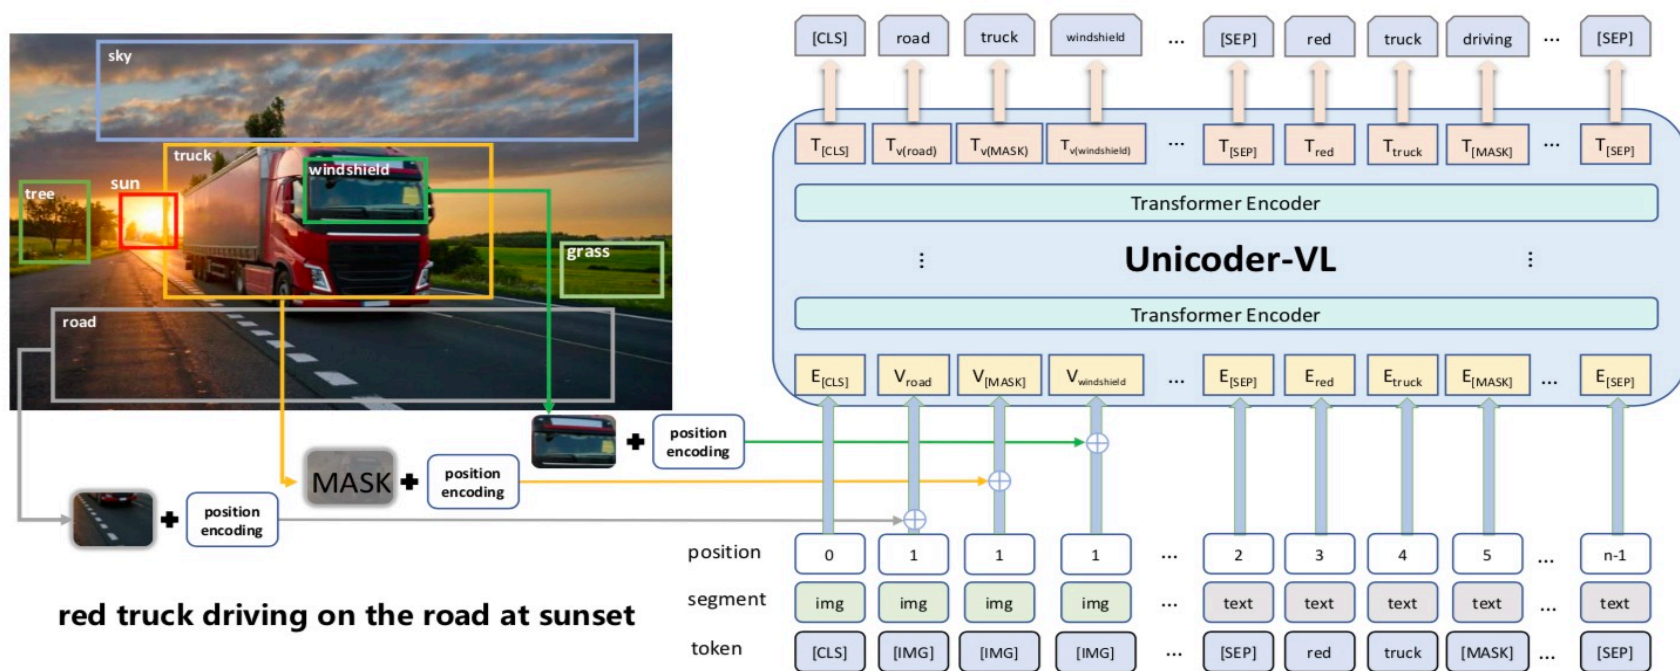 sky
truck
windshield
sun
tree
grass
road
MASK
position encoding
position encoding
position encoding
red truck driving on the road at sunset
[CLS] road truck windshield ... [SEP] red truck driving ... [SEP]
T[CLS] Tv(road) Tv(MASK) Tv(windshield) ... T[SEP] Tred Ttruck T[MASK] ... T[SEP]
Transformer Encoder
Unicoder-VL
Transformer Encoder
E[CLS] Vroad V[MASK] Vwindshield ... E[SEP] Ered Etruck E[MASK] ... E[SEP]
position 0 1 1 1 ... 2 3 4 5 ... n-1
segment img img img img ... text text text text ... text
token [CLS] [IMG] [IMG] [IMG] ... [SEP] red truck [MASK] ... [SEP]